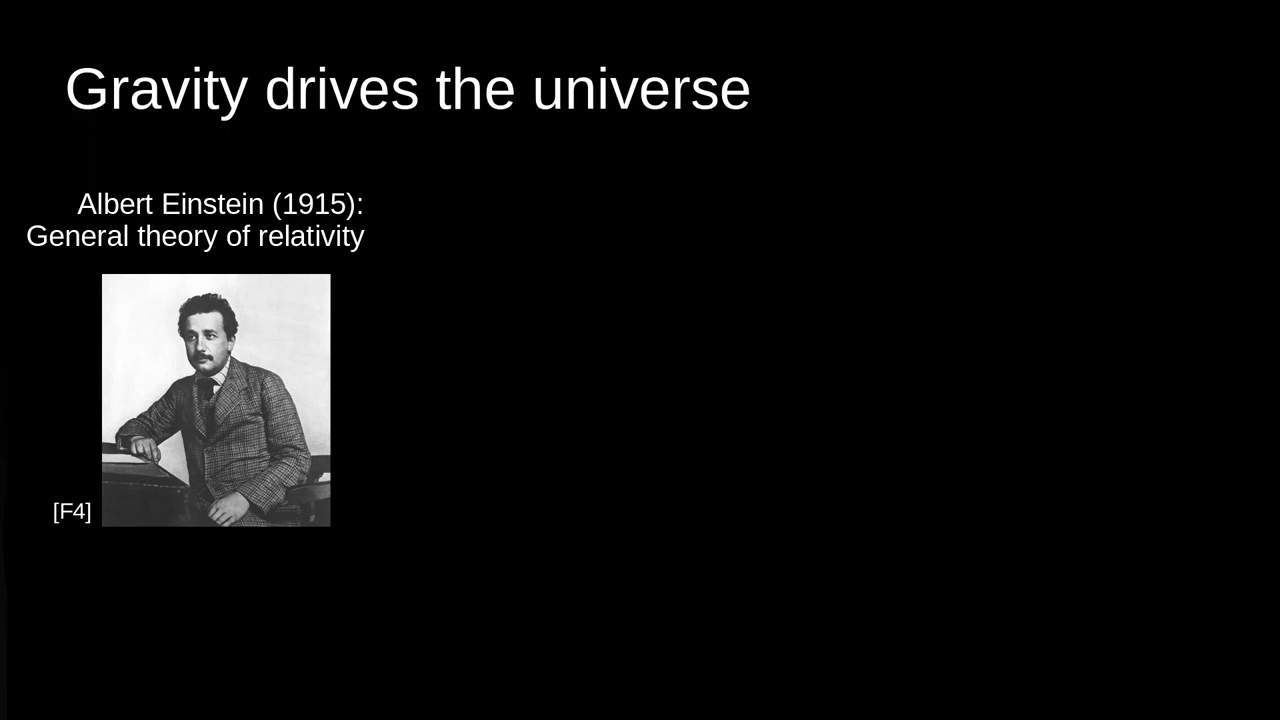 Gravity drives the universe
Albert Einstein (1915):
General theory of relativity
[F4]